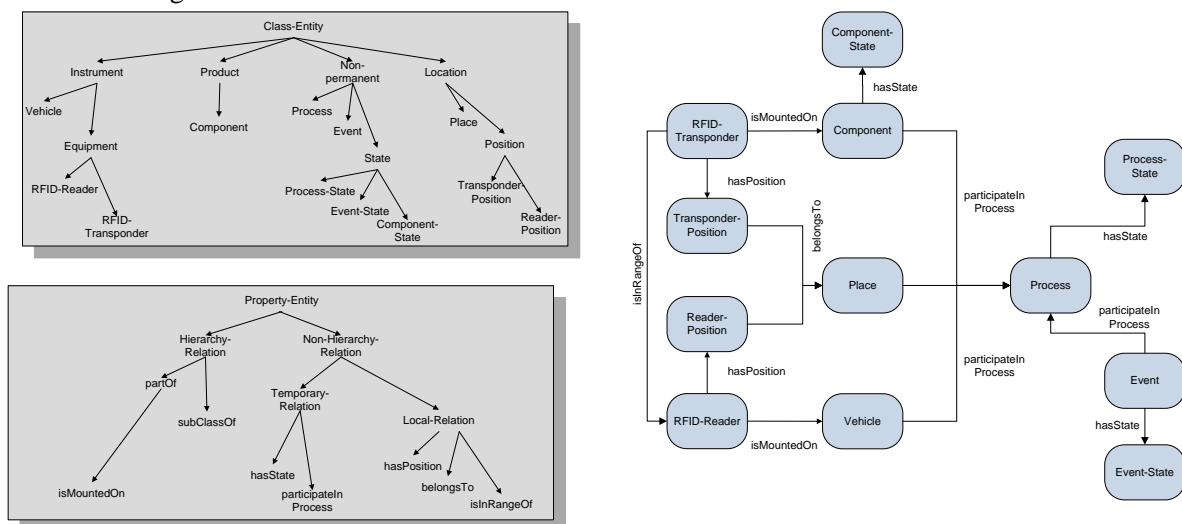 Class-Entity
Instrument
Product
Non-
permanent
Location
Vehicle
Component
Process
Place
Event
Equipment
State
Position
RFID-Reader
Process-State
Transponder-
Position
Event-State
RFID-
Transponder
Component-
State
Reader-
Position
Property-Entity
Hierarchy-
Relation
Non-Hierarchy-
Relation
partOf
Temporary-
Relation
subClassOf
Local-Relation
hasState
hasPosition
belongsTo
isMountedOn
participateIn
Process
isInRangeOf
Component-
State
hasState
RFID-
Transponder
isMountedOn
Component
Process-
State
hasPosition
participateIn
Process
Transponder-
Position
belongsTo
hasState
isInRangeOf
Place
Process
Reader-
Position
participateIn
Process
participateIn
Process
hasPosition
Event
RFID-Reader
Vehicle
isMountedOn
hasState
Event-State